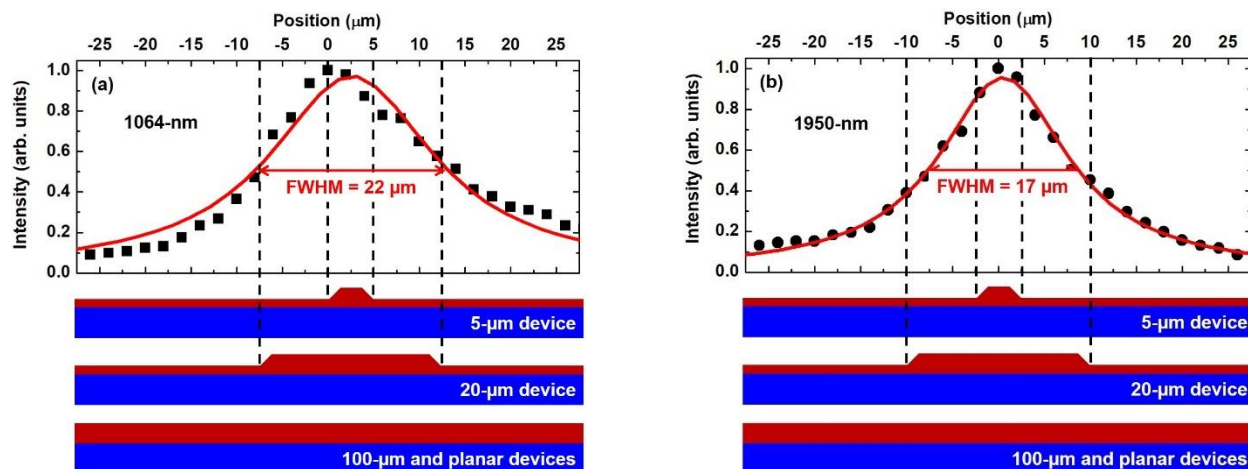 Position (μm)
-25 -20 -15 -10 -5 0 5 10 15 20 25
Intensity (arb. units)
1.0
0.8
0.6
0.4
0.2
0.0
(a)
1064-nm
FWHM = 22 μm
5-μm device
20-μm device
100-μm and planar devices
Position (μm)
-25 -20 -15 -10 -5 0 5 10 15 20 25
Intensity (arb. units)
1.0
0.8
0.6
0.4
0.2
0.0
(b)
1950-nm
FWHM = 17 μm
5-μm device
20-μm device
100-μm and planar devices